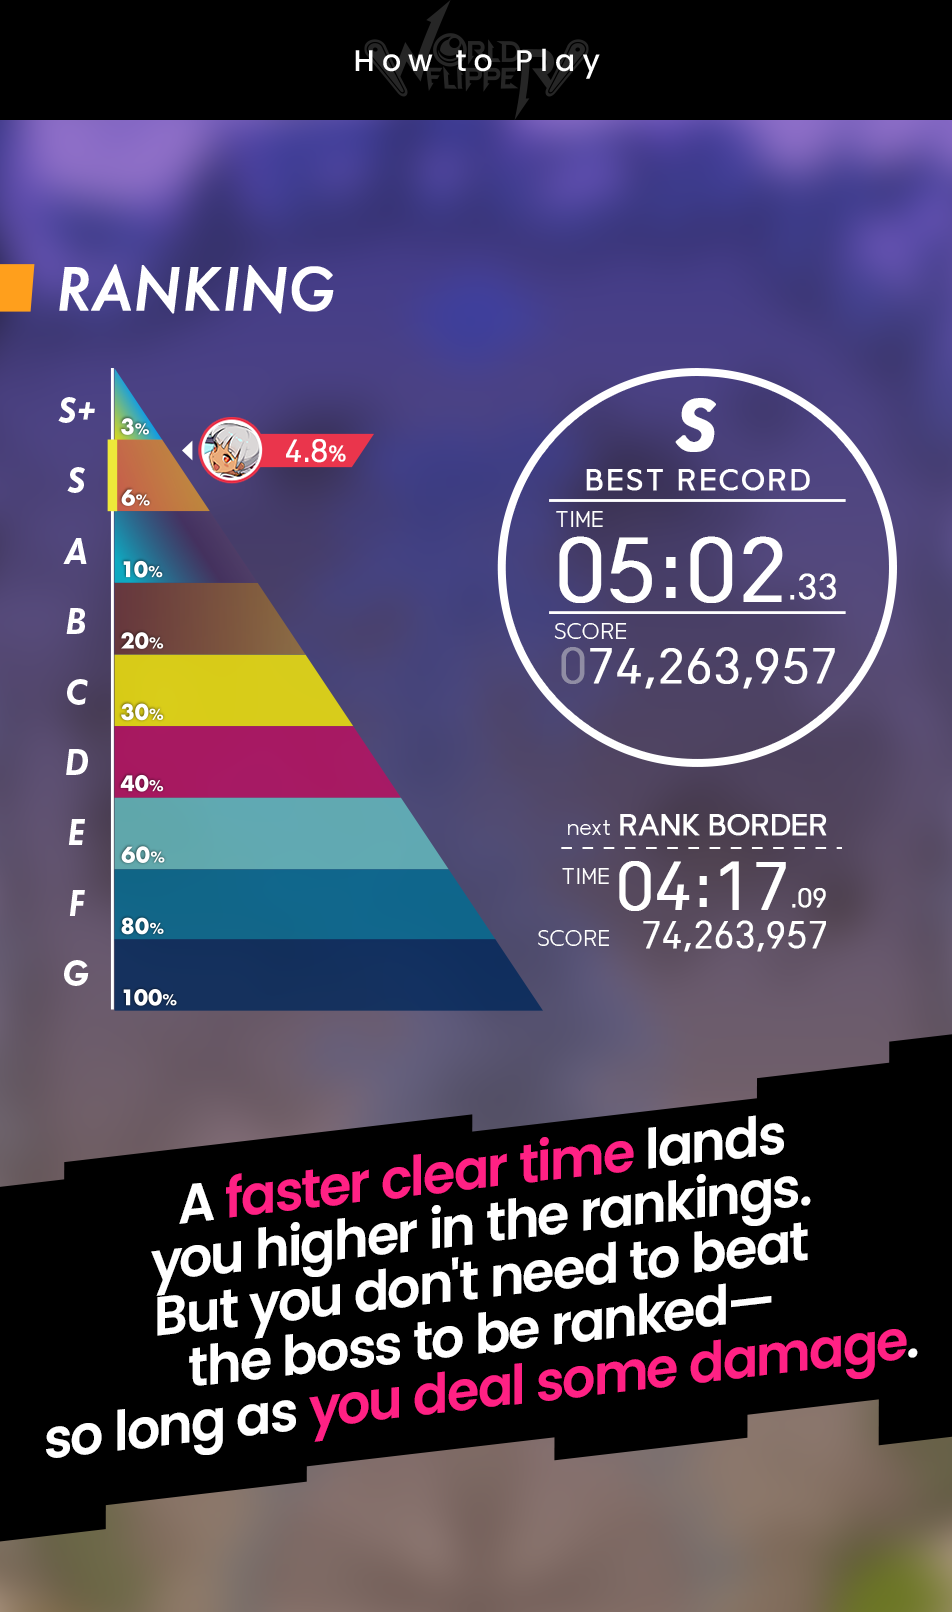 WORLD
FLIPPER
How to Play
RANKING
S+
3%
4.8%
S
6%
A
10%
B
20%
C
30%
D
40%
E
60%
F
80%
G
100%
S
BEST RECORD
TIME
05:02.33
SCORE
074,263,957
next RANK BORDER
TIME 04:17.09
SCORE 74,263,957
A faster clear time lands
you higher in the rankings.
But you don't need to beat
the boss to be ranked—
so long as you deal some damage.